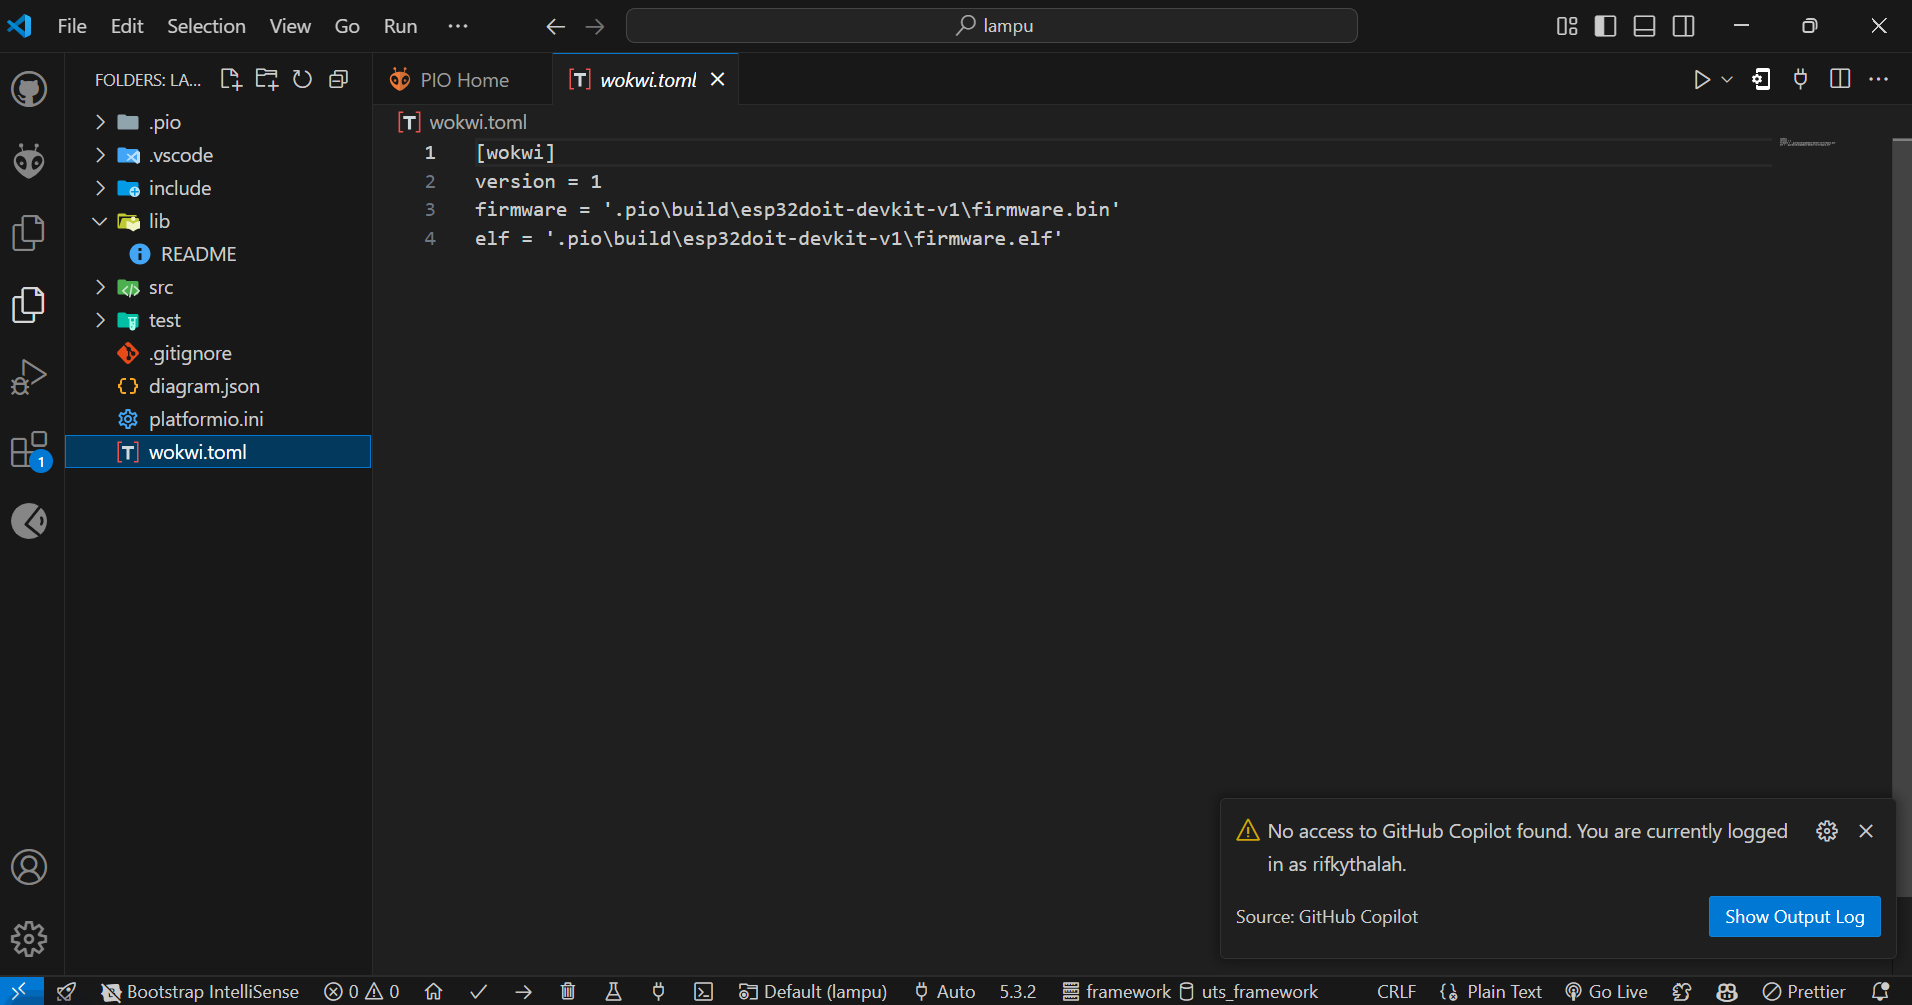 File Edit Selection View Go Run ··· lampu
FOLDERS: LA...
.pio
.vscode
include
lib
README
src
test
.gitignore
diagram.json
platformio.ini
wokwi.toml
1
PIO Home
wokwi.toml
wokwi.toml
1 [wokwi]
2 version = 1
3 firmware = '.pio\build\esp32doit-devkit-v1\firmware.bin'
4 elf = '.pio\build\esp32doit-devkit-v1\firmware.elf'
No access to GitHub Copilot found. You are currently logged
in as rifkythalah.
Source: GitHub Copilot
Show Output Log
Bootstrap IntelliSense 0 0 Default (lampu) Auto 5.3.2 framework uts_framework CRLF Plain Text Go Live Prettier